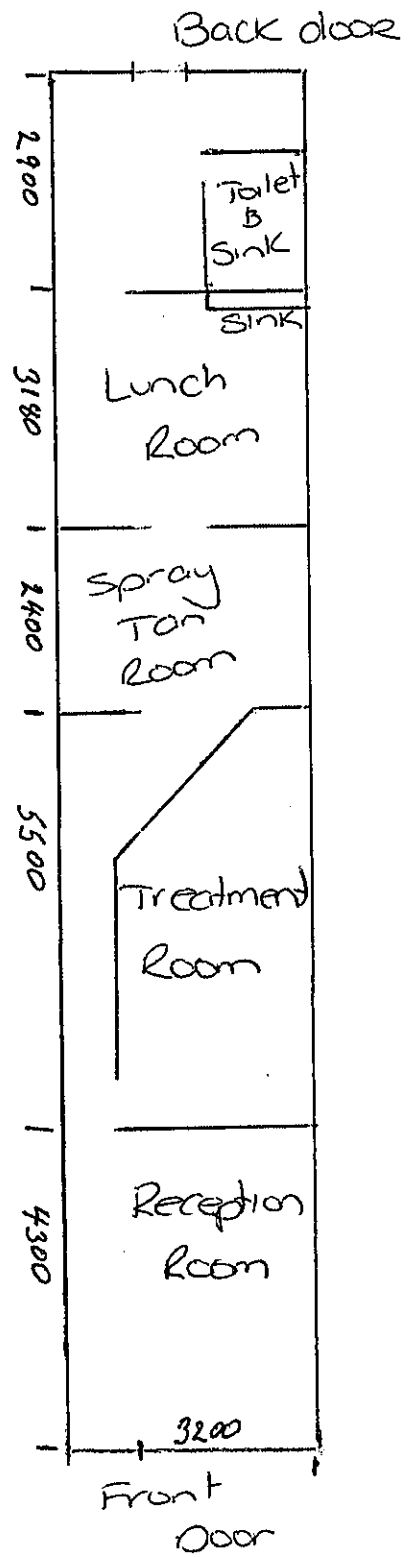 Back door
2900
Toilet
B
Sink
Sink
3180
Lunch
Room
2400
Spray
Tan
Room
5500
Treatment
Room
4300
Reception
Room
3200
Front
Door